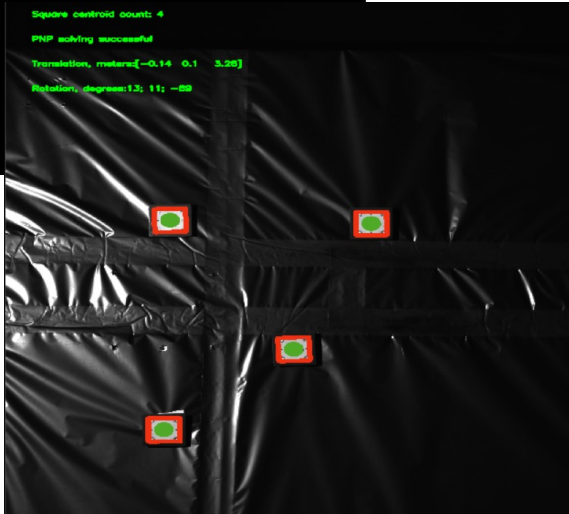 Square centroid count: 4
PNP solving successful
Translation, meters:[-0.14 0.1 3.26]
Rotation, degrees:13; 11; -69